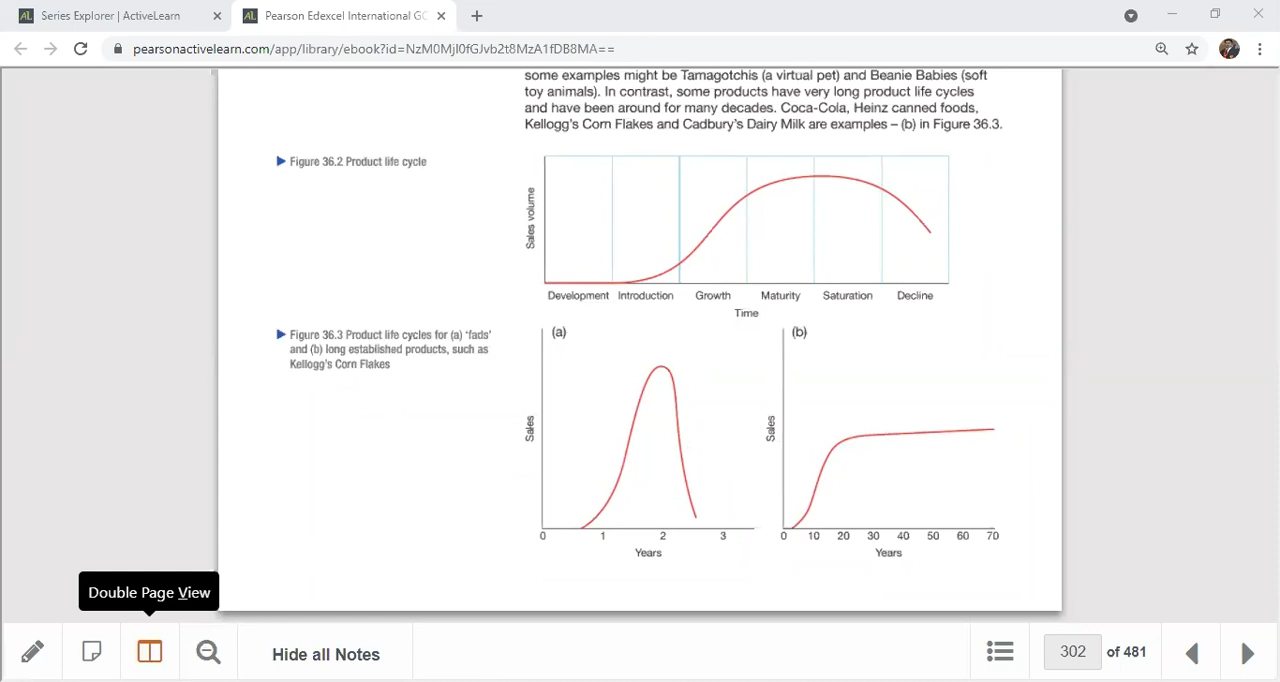 Series Explorer | ActiveLearn
Pearson Edexcel International GC
pearsonactivelearn.com/app/library/ebook?id=NzM0MjI0fGJvb2t8MzA1fDB8MA==
some examples might be Tamagotchis (a virtual pet) and Beanie Babies (soft
toy animals). In contrast, some products have very long product life cycles
and have been around for many decades. Coca-Cola, Heinz canned foods,
Kellogg's Corn Flakes and Cadbury's Dairy Milk are examples – (b) in Figure 36.3.
▶ Figure 36.2 Product life cycle
Sales volume
Development Introduction Growth Maturity Saturation Decline
Time
▶ Figure 36.3 Product life cycles for (a) 'fads'
and (b) long established products, such as
Kellogg's Corn Flakes
(a)
Sales
0 1 2 3
Years
(b)
Sales
0 10 20 30 40 50 60 70
Years
Double Page View
Hide all Notes
302 of 481